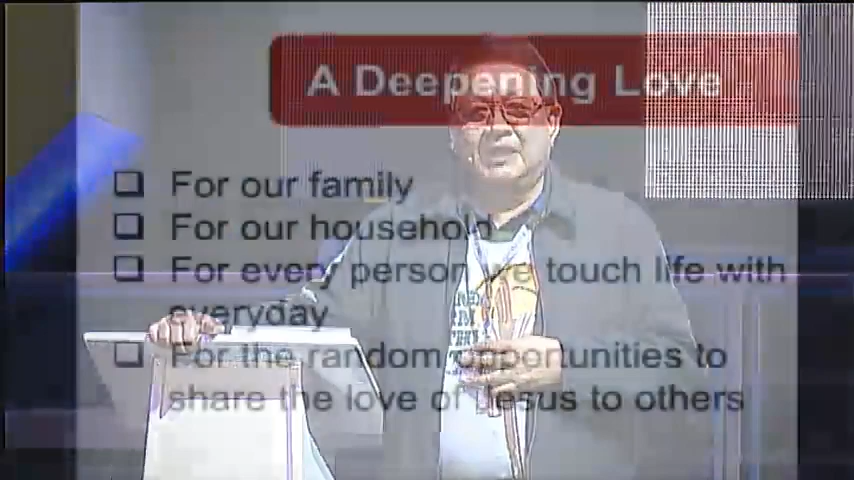 A Deepening Love
For our family
For our household
For every person we touch life with
everyday
For the random opportunities to
share the love of Jesus to others